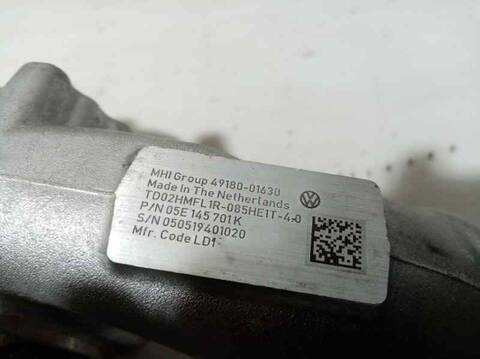 MHI Group 49180-01630
Made in The Netherlands
TD02HMFL1R-085HE1T-4.0
P/N 05E 145 701K
S/N 050519401020
Mfr. Code LD1-